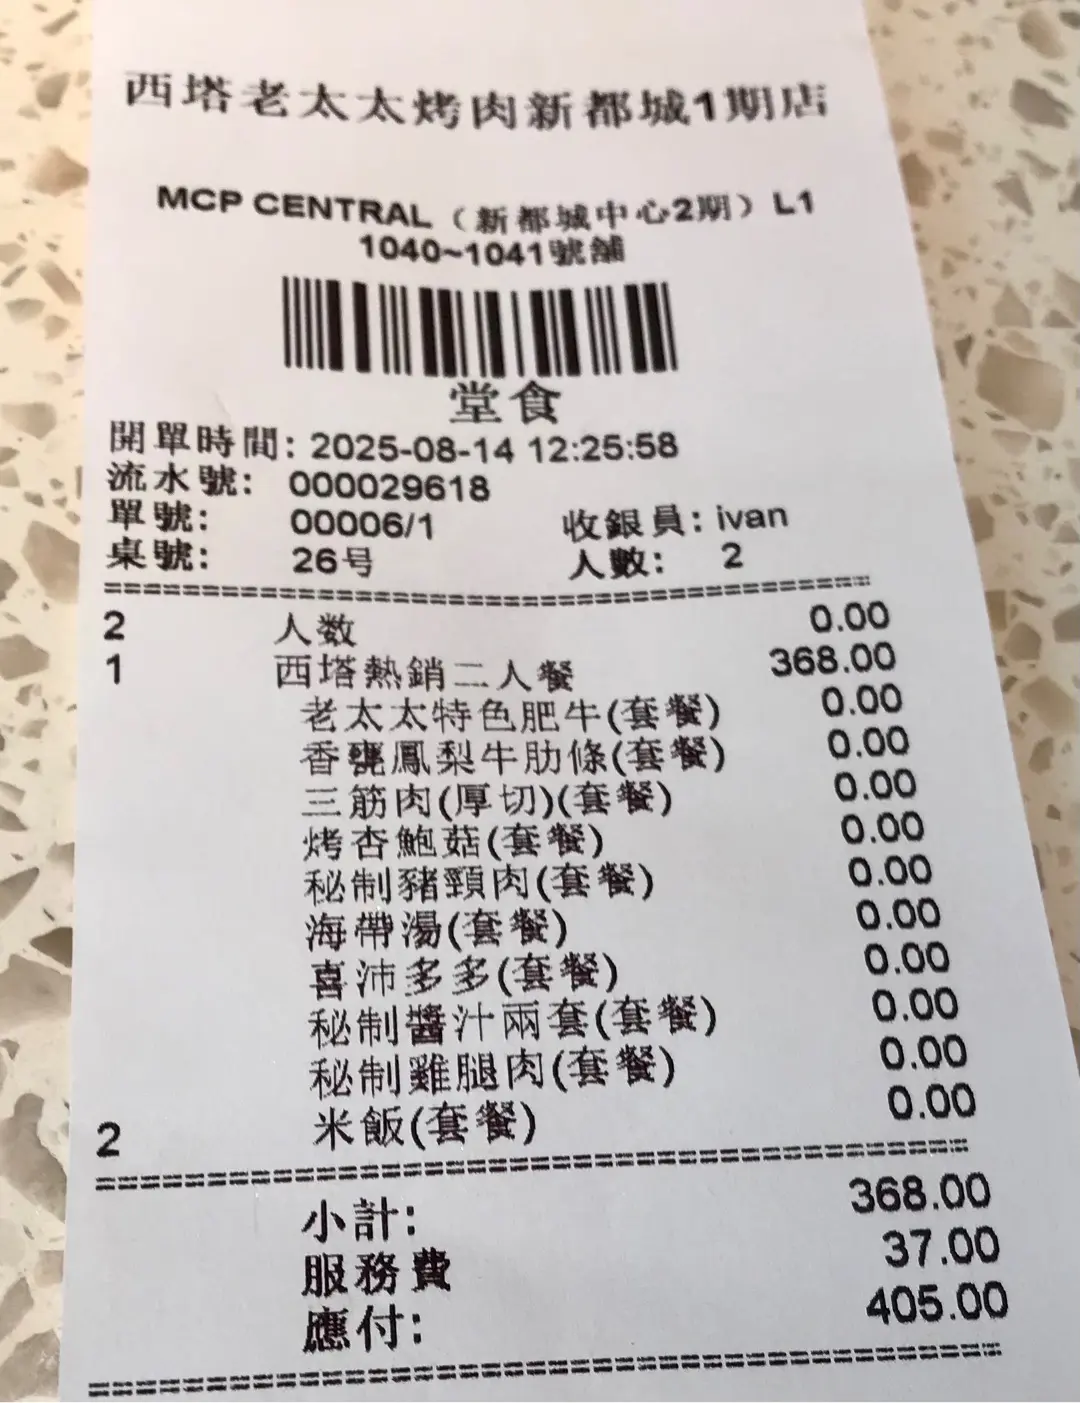 西塔老太太烤肉新都城1期店
MCP CENTRAL（新都城中心2期）L1
1040~1041號舖
堂食
開單時間: 2025-08-14 12:25:58
流水號: 000029618
單號: 00006/1 收銀員: ivan
桌號: 26号 人數: 2
2 人数 0.00
1 西塔熱銷二人餐 368.00
老太太特色肥牛(套餐) 0.00
香甕鳳梨牛肋條(套餐) 0.00
三筋肉(厚切)(套餐) 0.00
烤杏鮑菇(套餐) 0.00
秘制豬頸肉(套餐) 0.00
海帶湯(套餐) 0.00
喜沛多多(套餐) 0.00
秘制醬汁兩套(套餐) 0.00
秘制雞腿肉(套餐) 0.00
2 米飯(套餐) 0.00
小計: 368.00
服務費 37.00
應付: 405.00